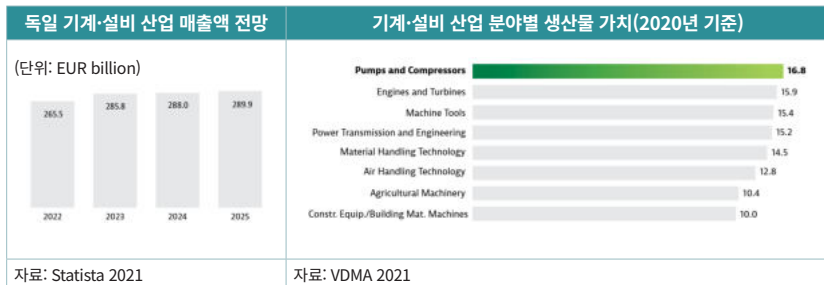 독일 기계·설비 산업 매출액 전망
기계·설비 산업 분야별 생산물 가치(2020년 기준)
(단위: EUR billion)
265.5
285.8
288.0
289.9
2022
2023
2024
2025
Pumps and Compressors 16.8
Engines and Turbines 15.9
Machine Tools 15.4
Power Transmission and Engineering 15.2
Material Handling Technology 14.5
Air Handling Technology 12.8
Agricultural Machinery 10.4
Constr. Equip./Building Mat. Machines 10.0
자료: Statista 2021
자료: VDMA 2021